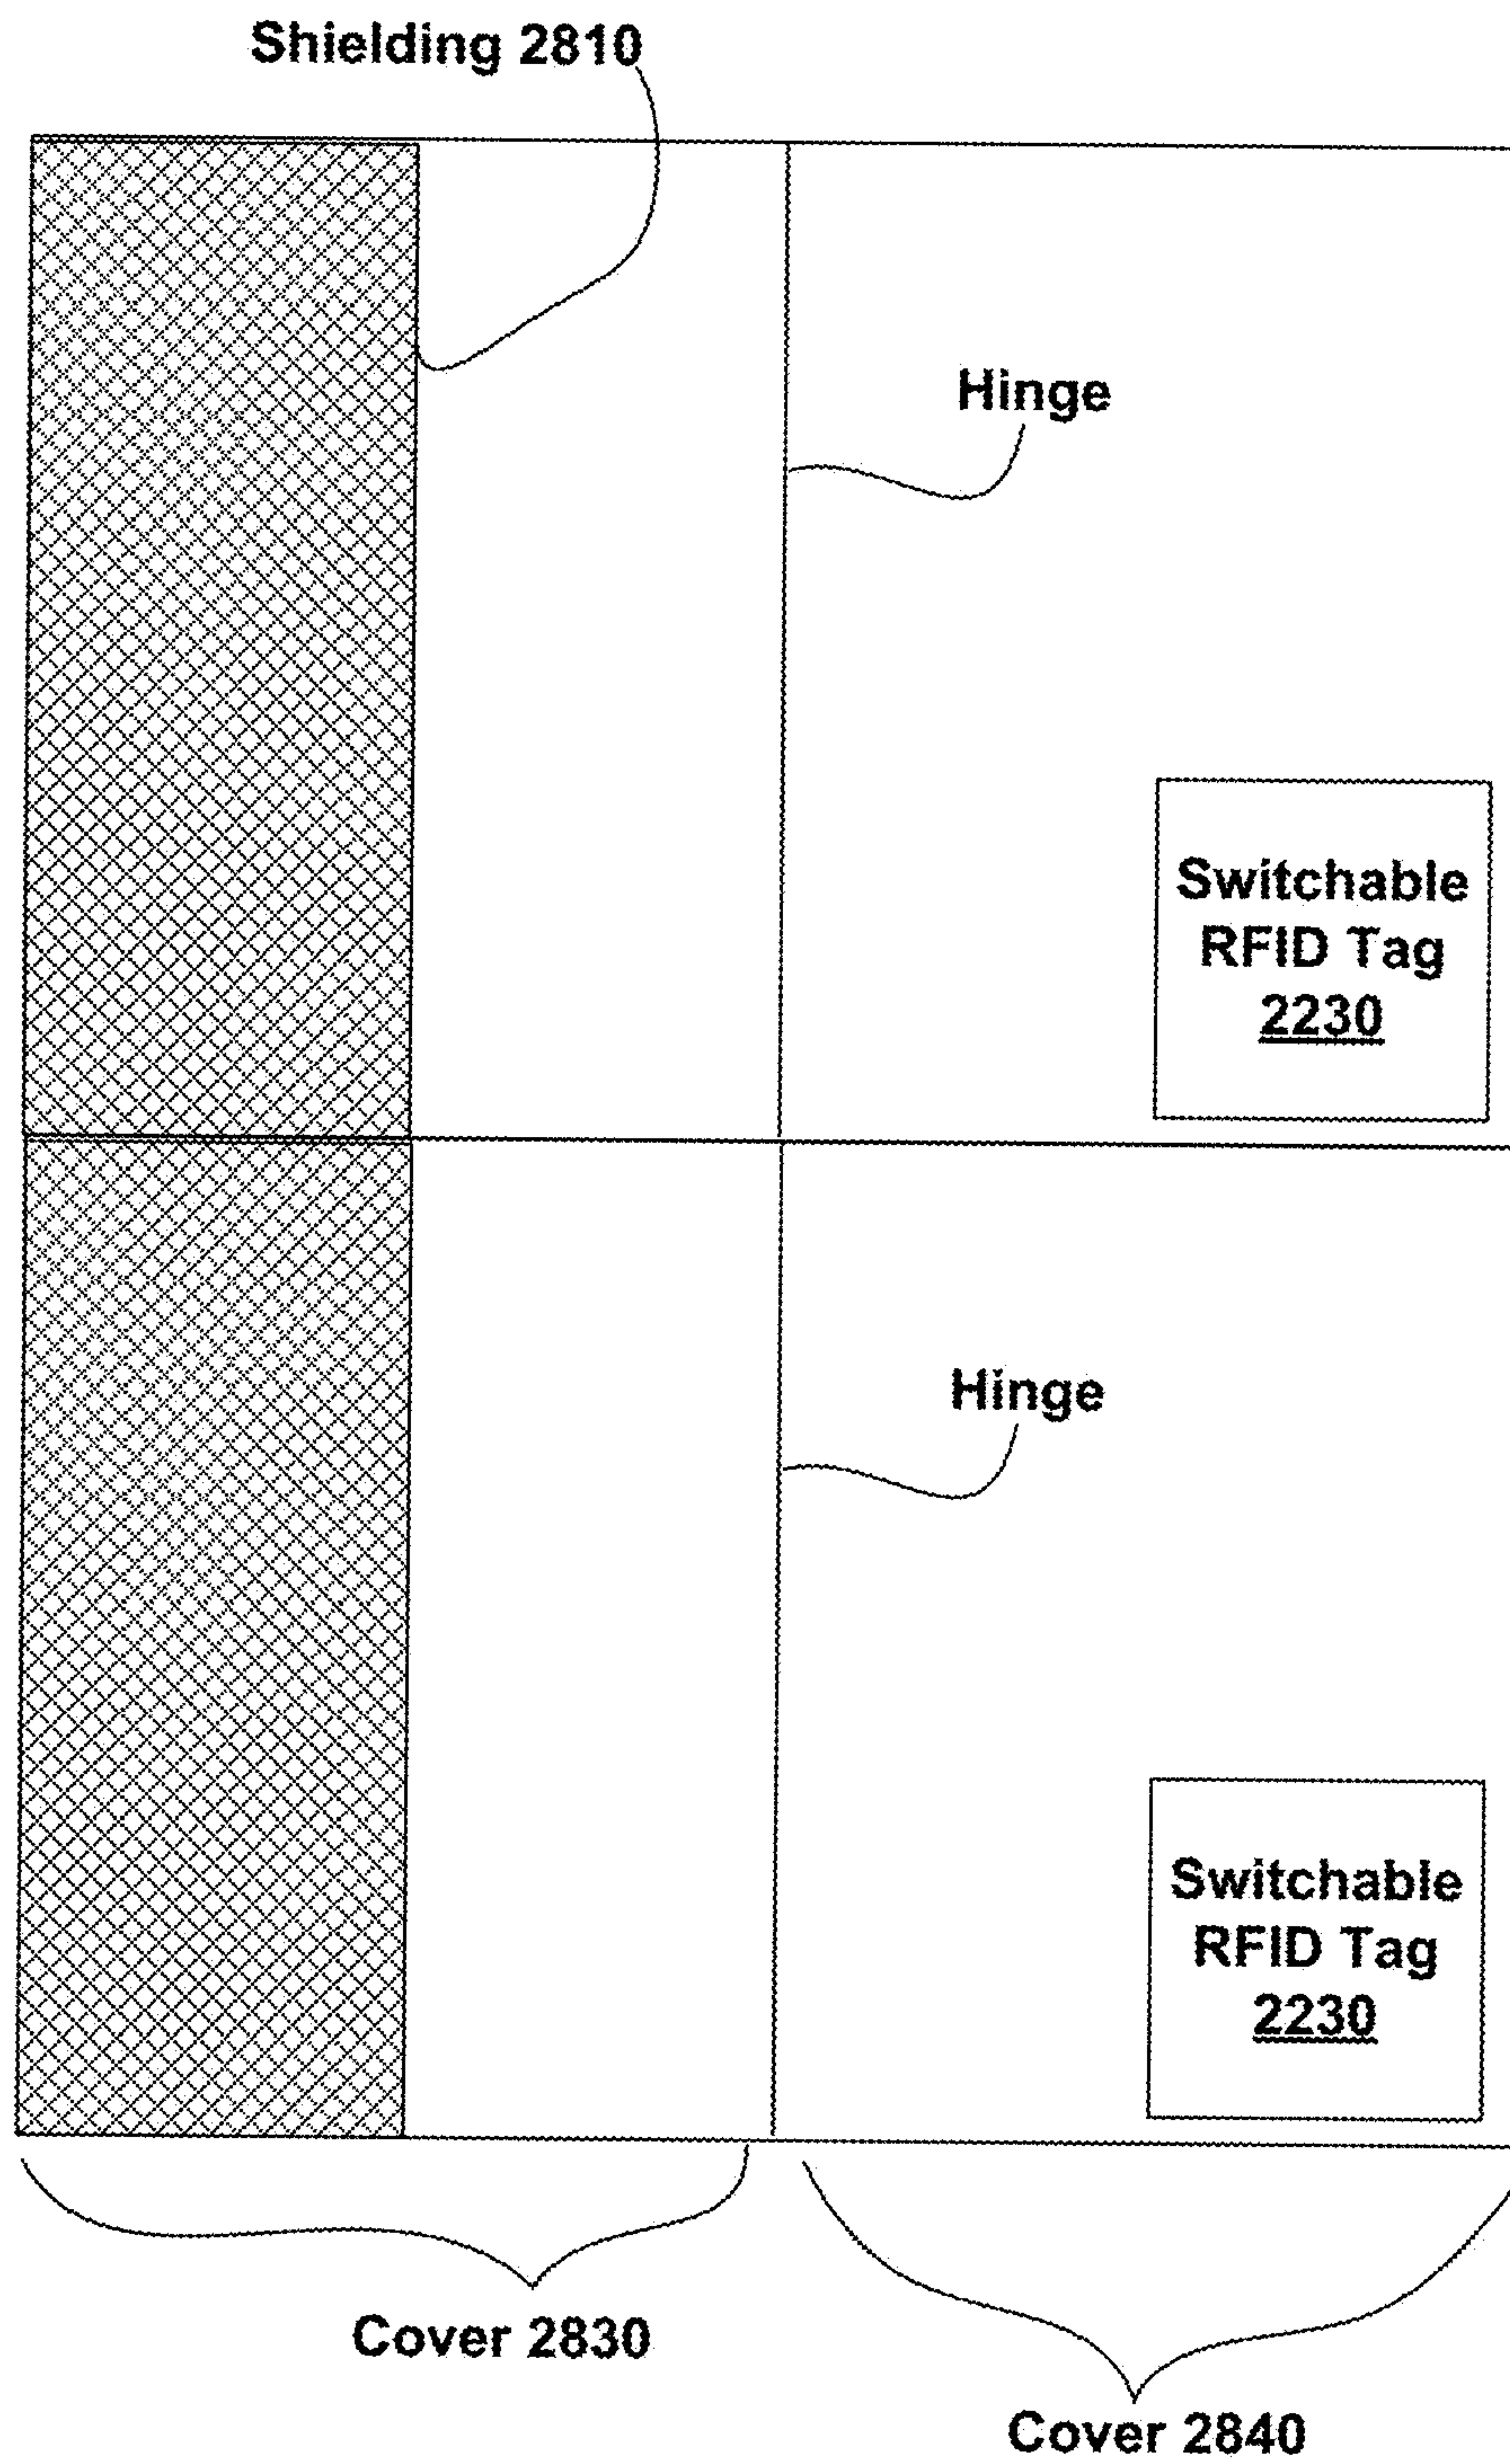 Shielding 2810
Hinge
Switchable
RFID Tag
2230
Hinge
Switchable
RFID Tag
2230
Cover 2830
Cover 2840